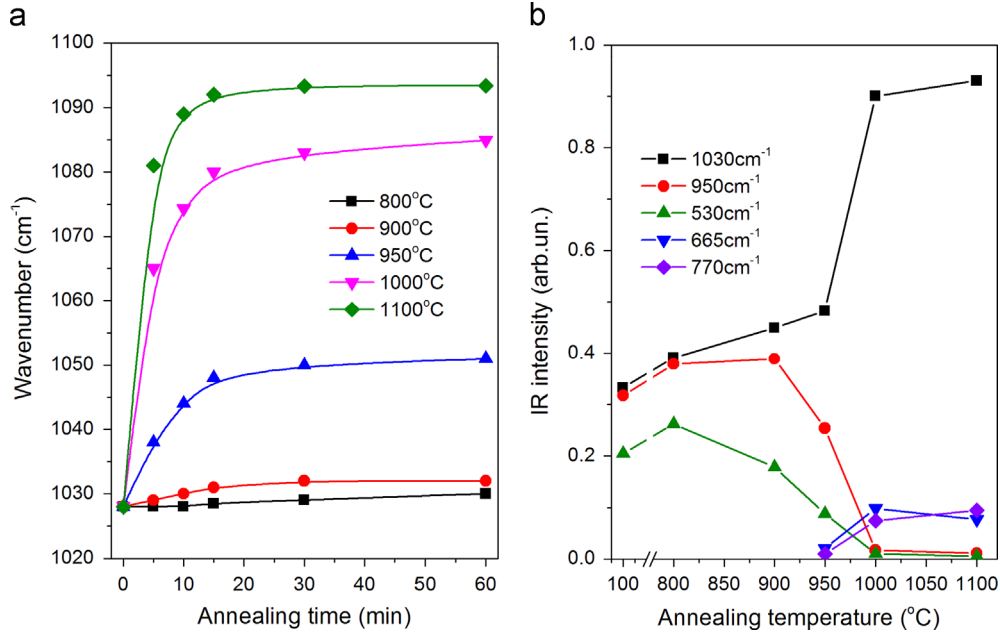 a
1100
1090
1080
1070
1060
1050
1040
1030
1020
Wavenumber (cm⁻¹)
800°C
900°C
950°C
1000°C
1100°C
0 10 20 30 40 50 60
Annealing time (min)
b
1.0
0.8
0.6
0.4
0.2
0.0
IR intensity (arb.un.)
1030cm⁻¹
950cm⁻¹
530cm⁻¹
665cm⁻¹
770cm⁻¹
100 800 900 950 1000 1050 1100
Annealing temperature (°C)